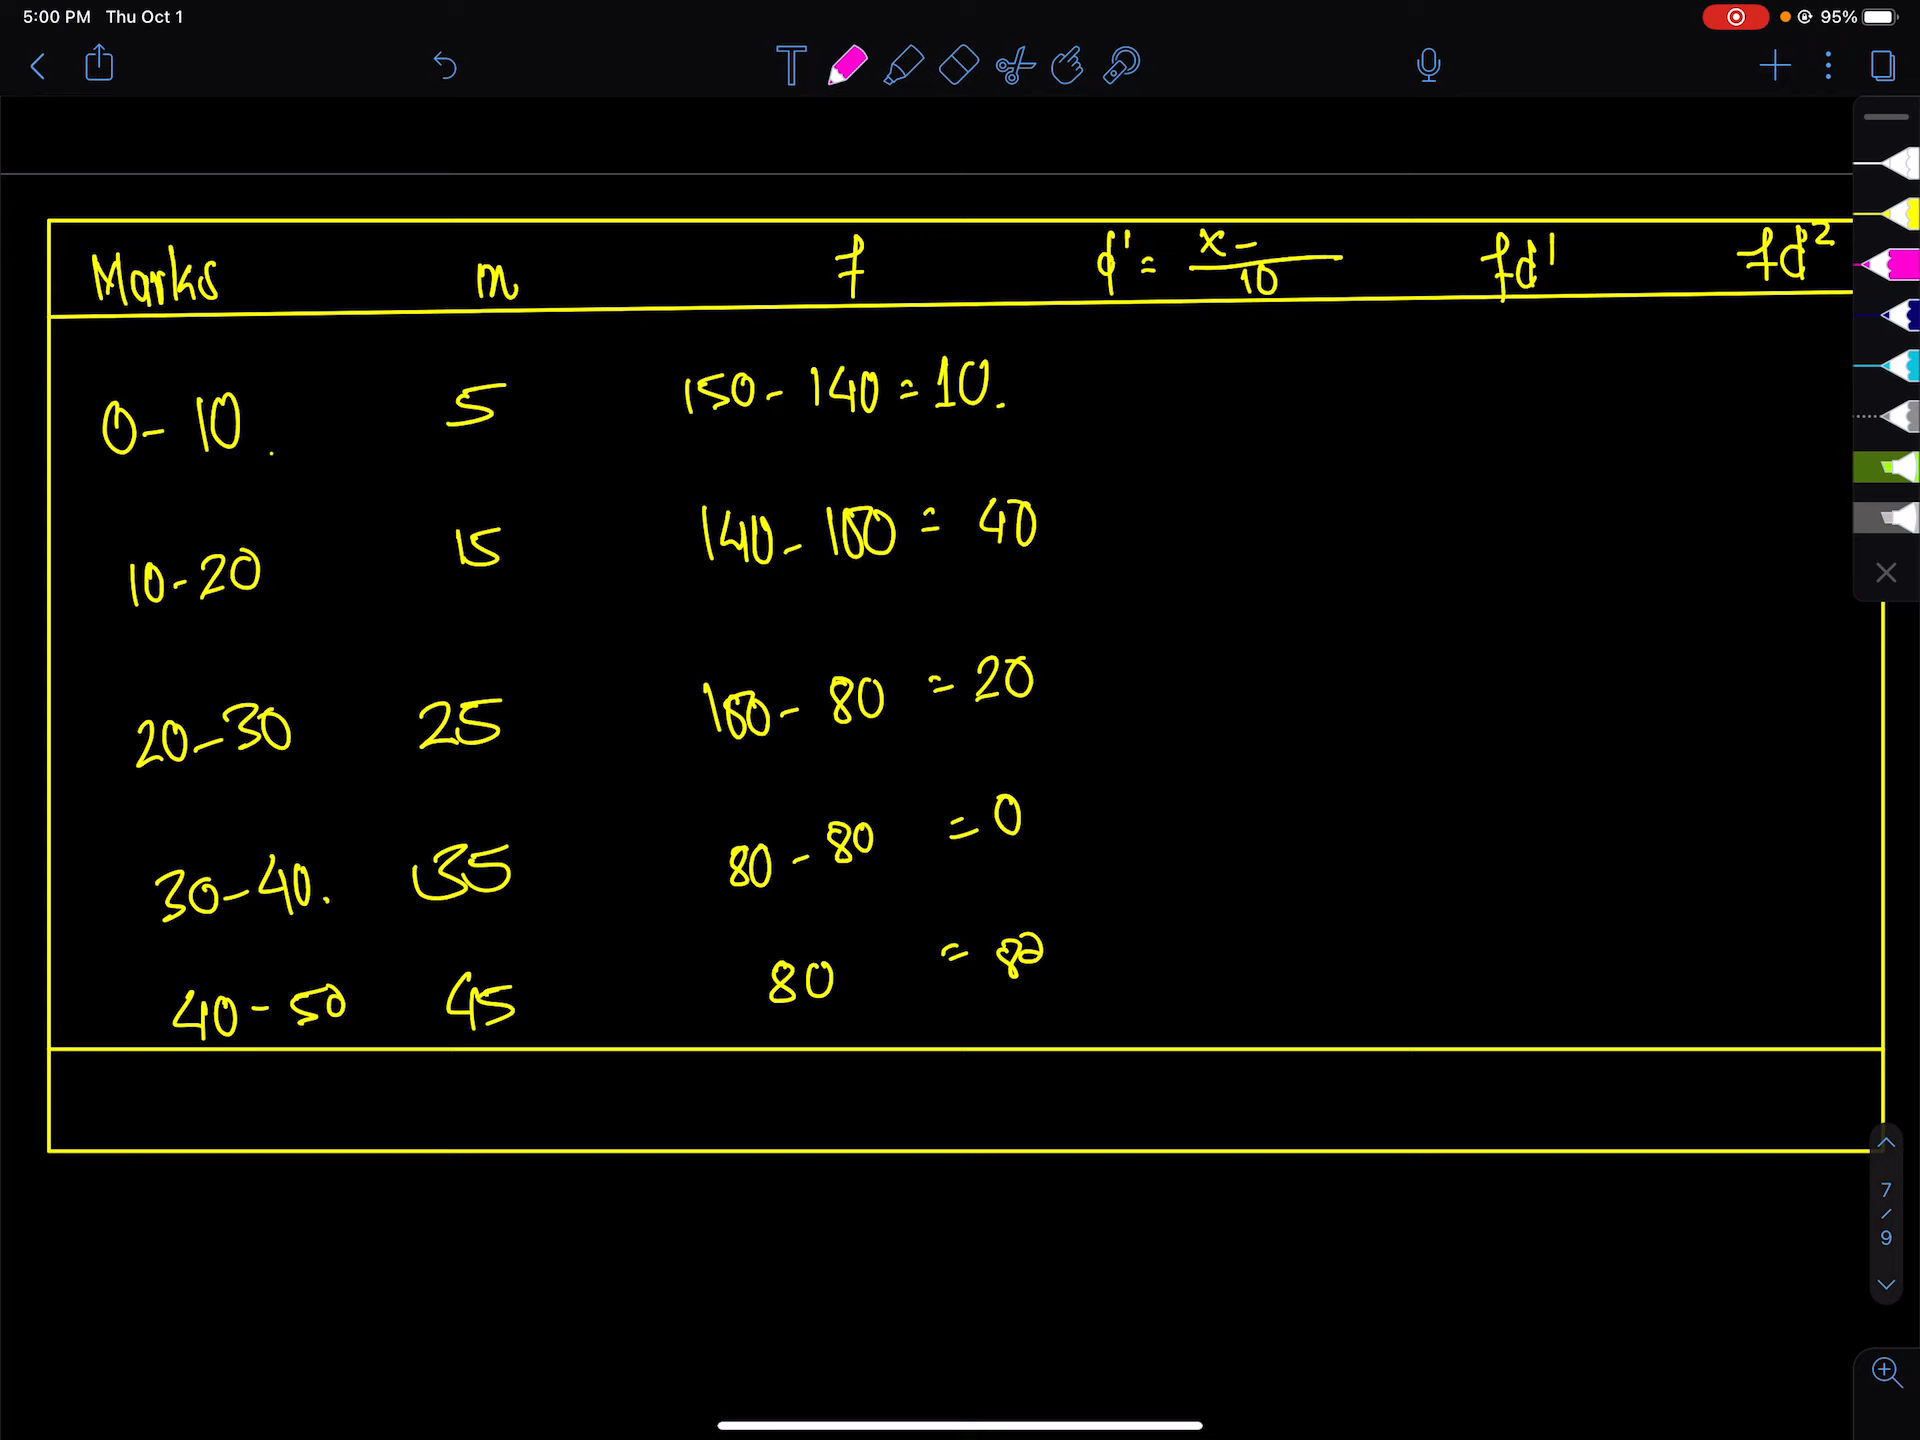 5:00 PM Thu Oct 1 95%
T
Marks m f d' = x - / 10 fd' fd²
0 - 10 . 5 150 - 140 = 10.
10 - 20 15 140 - 100 = 40
20 - 30 25 100 - 80 = 20
30 - 40. 35 80 - 80 = 0
40 - 50 45 80 = 80
7
/
9